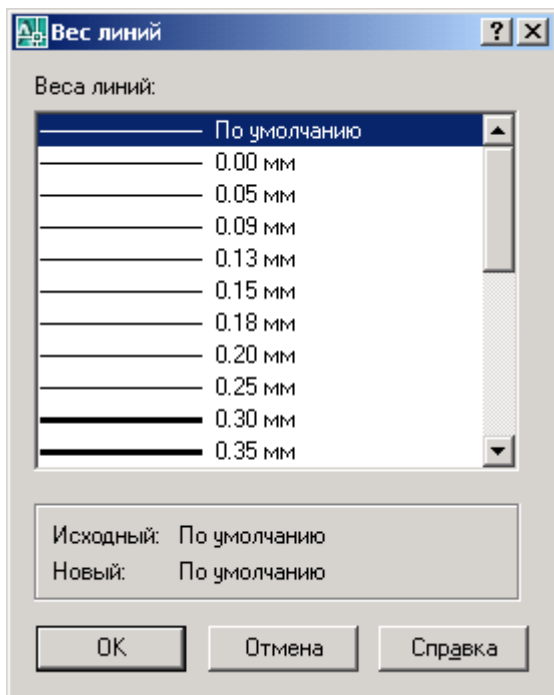 Вес линий
Веса линий:
По умолчанию
0.00 мм
0.05 мм
0.09 мм
0.13 мм
0.15 мм
0.18 мм
0.20 мм
0.25 мм
0.30 мм
0.35 мм
Исходный: По умолчанию
Новый: По умолчанию
OK Отмена Справка